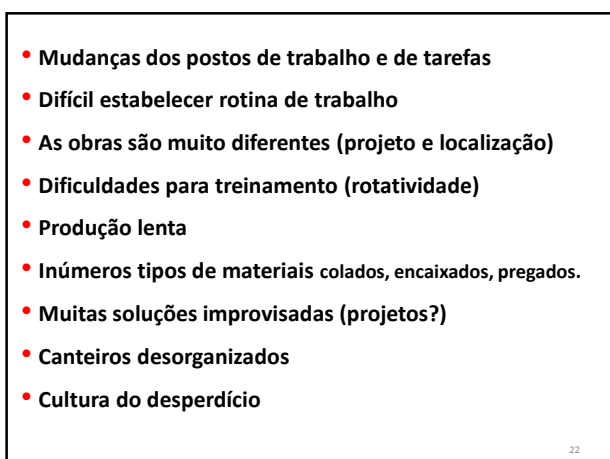 • Mudanças dos postos de trabalho e de tarefas
• Difícil estabelecer rotina de trabalho
• As obras são muito diferentes (projeto e localização)
• Dificuldades para treinamento (rotatividade)
• Produção lenta
• Inúmeros tipos de materiais colados, encaixados, pregados.
• Muitas soluções improvisadas (projetos?)
• Canteiros desorganizados
• Cultura do desperdício
22